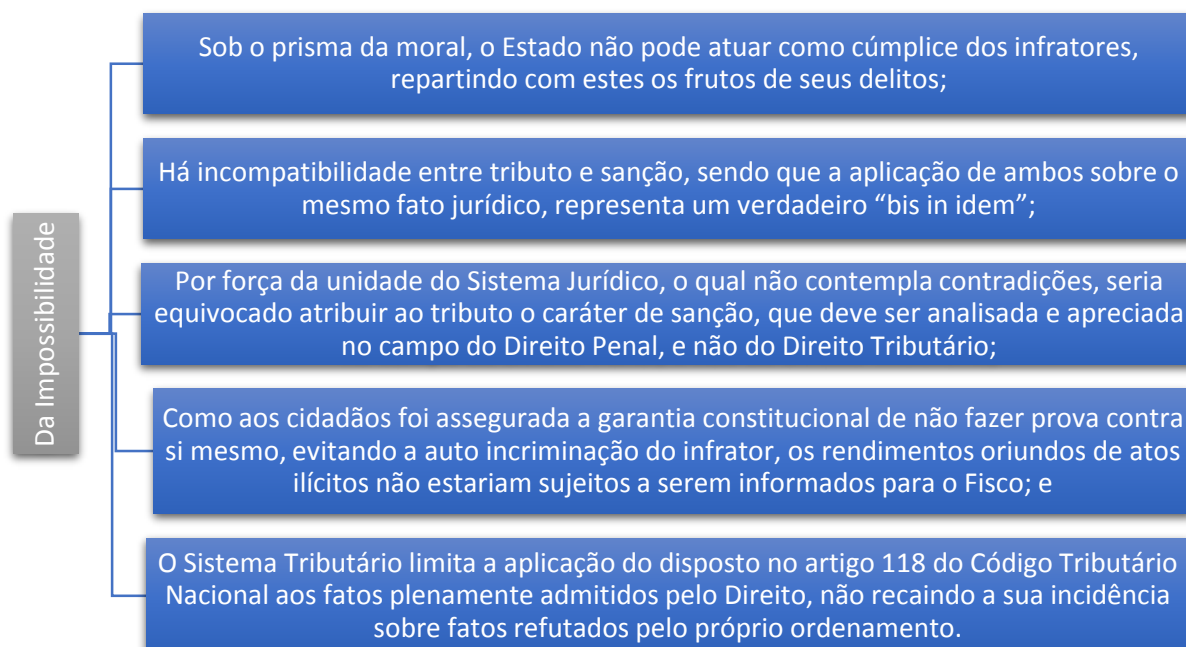 Da Impossibilidade
Sob o prisma da moral, o Estado não pode atuar como cúmplice dos infratores,
repartindo com estes os frutos de seus delitos;
Há incompatibilidade entre tributo e sanção, sendo que a aplicação de ambos sobre o
mesmo fato jurídico, representa um verdadeiro “bis in idem”;
Por força da unidade do Sistema Jurídico, o qual não contempla contradições, seria
equivocado atribuir ao tributo o caráter de sanção, que deve ser analisada e apreciada
no campo do Direito Penal, e não do Direito Tributário;
Como aos cidadãos foi assegurada a garantia constitucional de não fazer prova contra
si mesmo, evitando a auto incriminação do infrator, os rendimentos oriundos de atos
ilícitos não estariam sujeitos a serem informados para o Fisco; e
O Sistema Tributário limita a aplicação do disposto no artigo 118 do Código Tributário
Nacional aos fatos plenamente admitidos pelo Direito, não recaindo a sua incidência
sobre fatos refutados pelo próprio ordenamento.